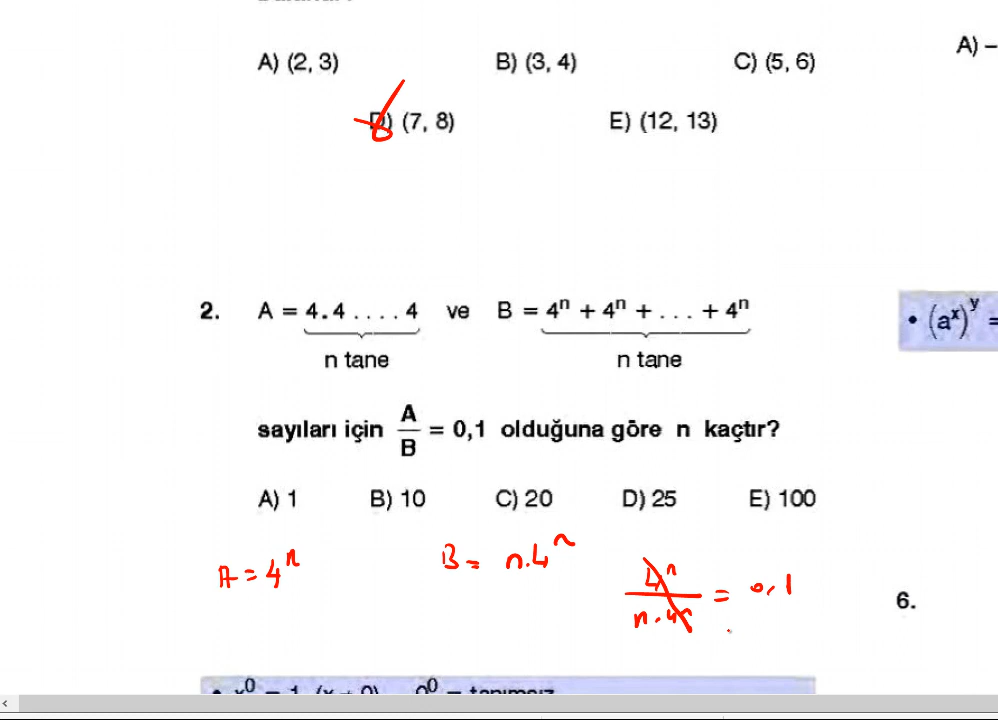 A) (2, 3) B) (3, 4) C) (5, 6)
D) (7, 8) E) (12, 13)
A) –
2. A = 4 . 4 . . . . 4 ve B = 4ⁿ + 4ⁿ + . . . + 4ⁿ
n tane n tane
• (aˣ)ʸ =
sayıları için A/B = 0,1 olduğuna göre n kaçtır?
A) 1 B) 10 C) 20 D) 25 E) 100
A = 4ⁿ B = n.4ⁿ 4ⁿ/n.4ⁿ = 0,1
6.